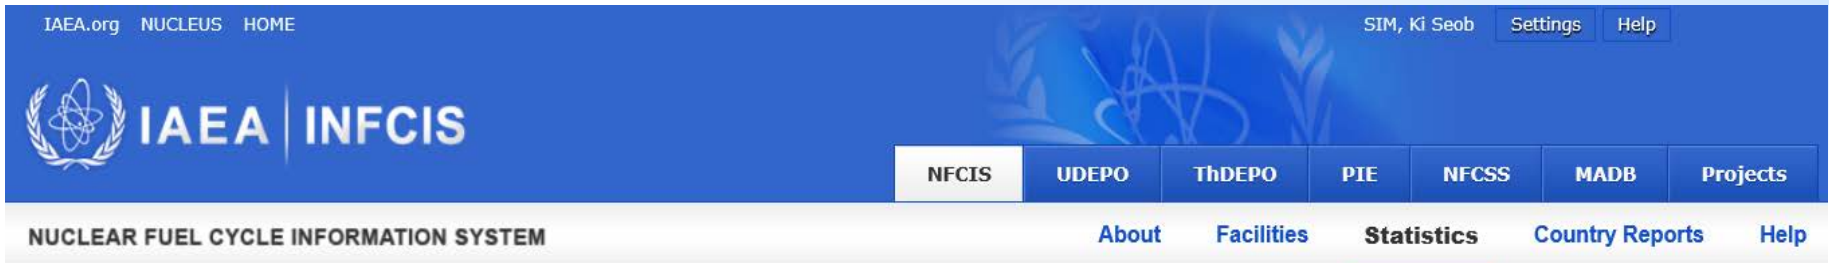 IAEA.org NUCLEUS HOME SIM, Ki Seob Settings Help
IAEA | INFCIS
NFCIS UDEPO ThDEPO PIE NFCSS MADB Projects
NUCLEAR FUEL CYCLE INFORMATION SYSTEM About Facilities Statistics Country Reports Help